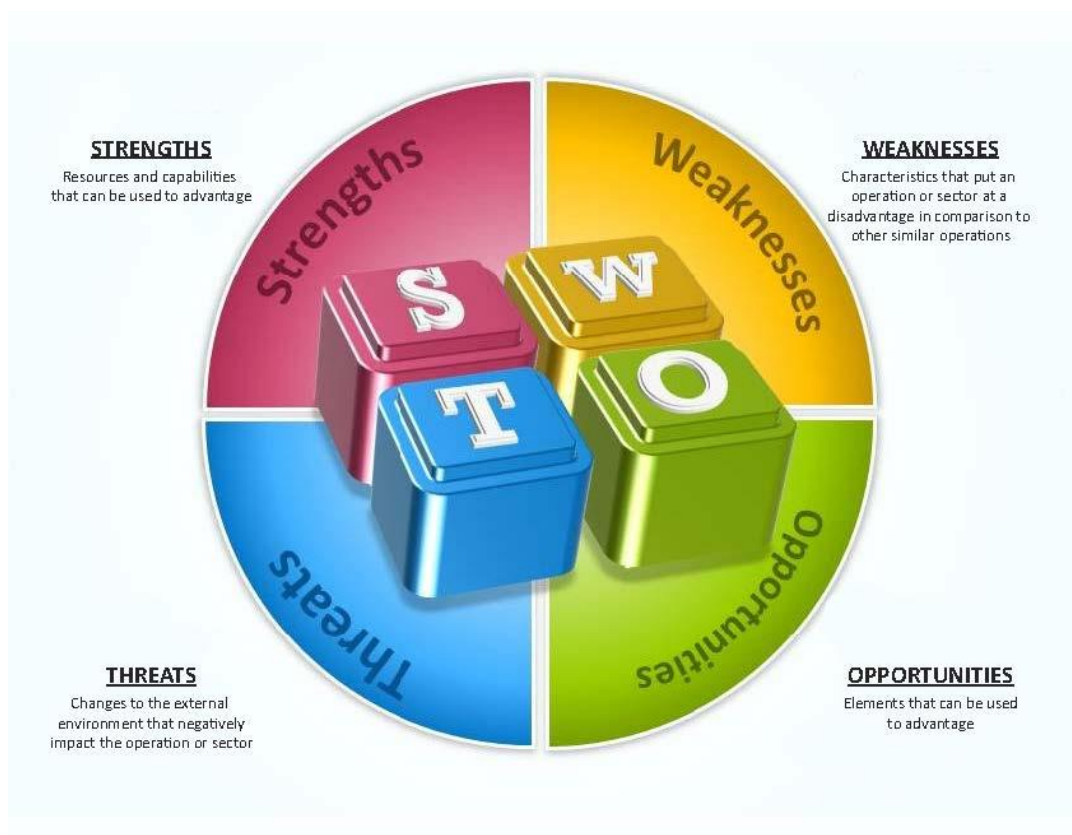 STRENGTHS
Resources and capabilities
that can be used to advantage
WEAKNESSES
Characteristics that put an
operation or sector at a
disadvantage in comparison to
other similar operations
Strengths
Weaknesses
S
W
T
O
Threats
Opportunities
THREATS
Changes to the external
environment that negatively
impact the operation or sector
OPPORTUNITIES
Elements that can be used
to advantage